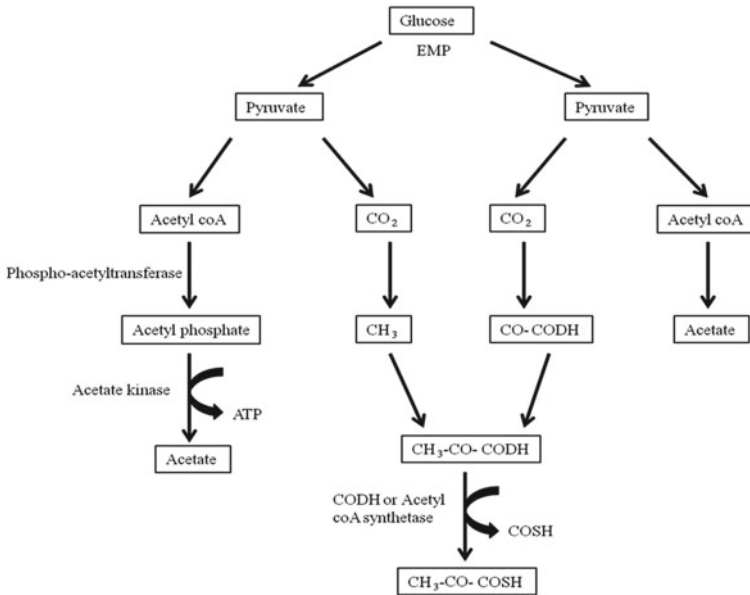 Glucose
EMP
Pyruvate
Pyruvate
Acetyl coA
CO₂
CO₂
Acetyl coA
Phospho-acetyltransferase
Acetyl phosphate
CH₃
CO-CODH
Acetate
Acetate kinase
ATP
Acetate
CH₃-CO- CODH
CODH or Acetyl
coA synthetase
COSH
CH₃-CO- COSH